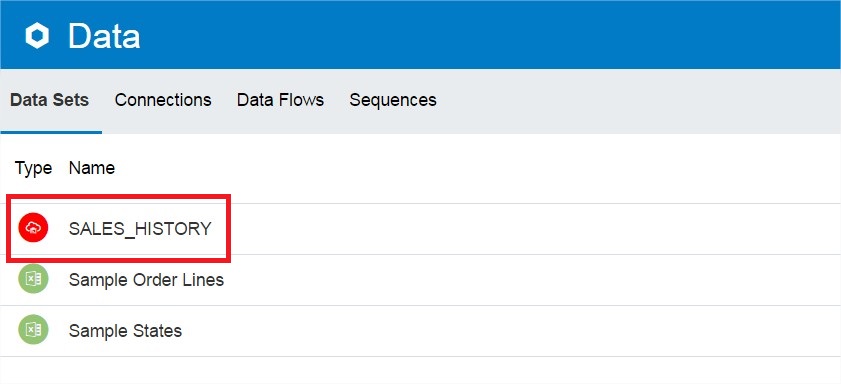 Data
Data Sets Connections Data Flows Sequences
Type Name
SALES_HISTORY
Sample Order Lines
Sample States